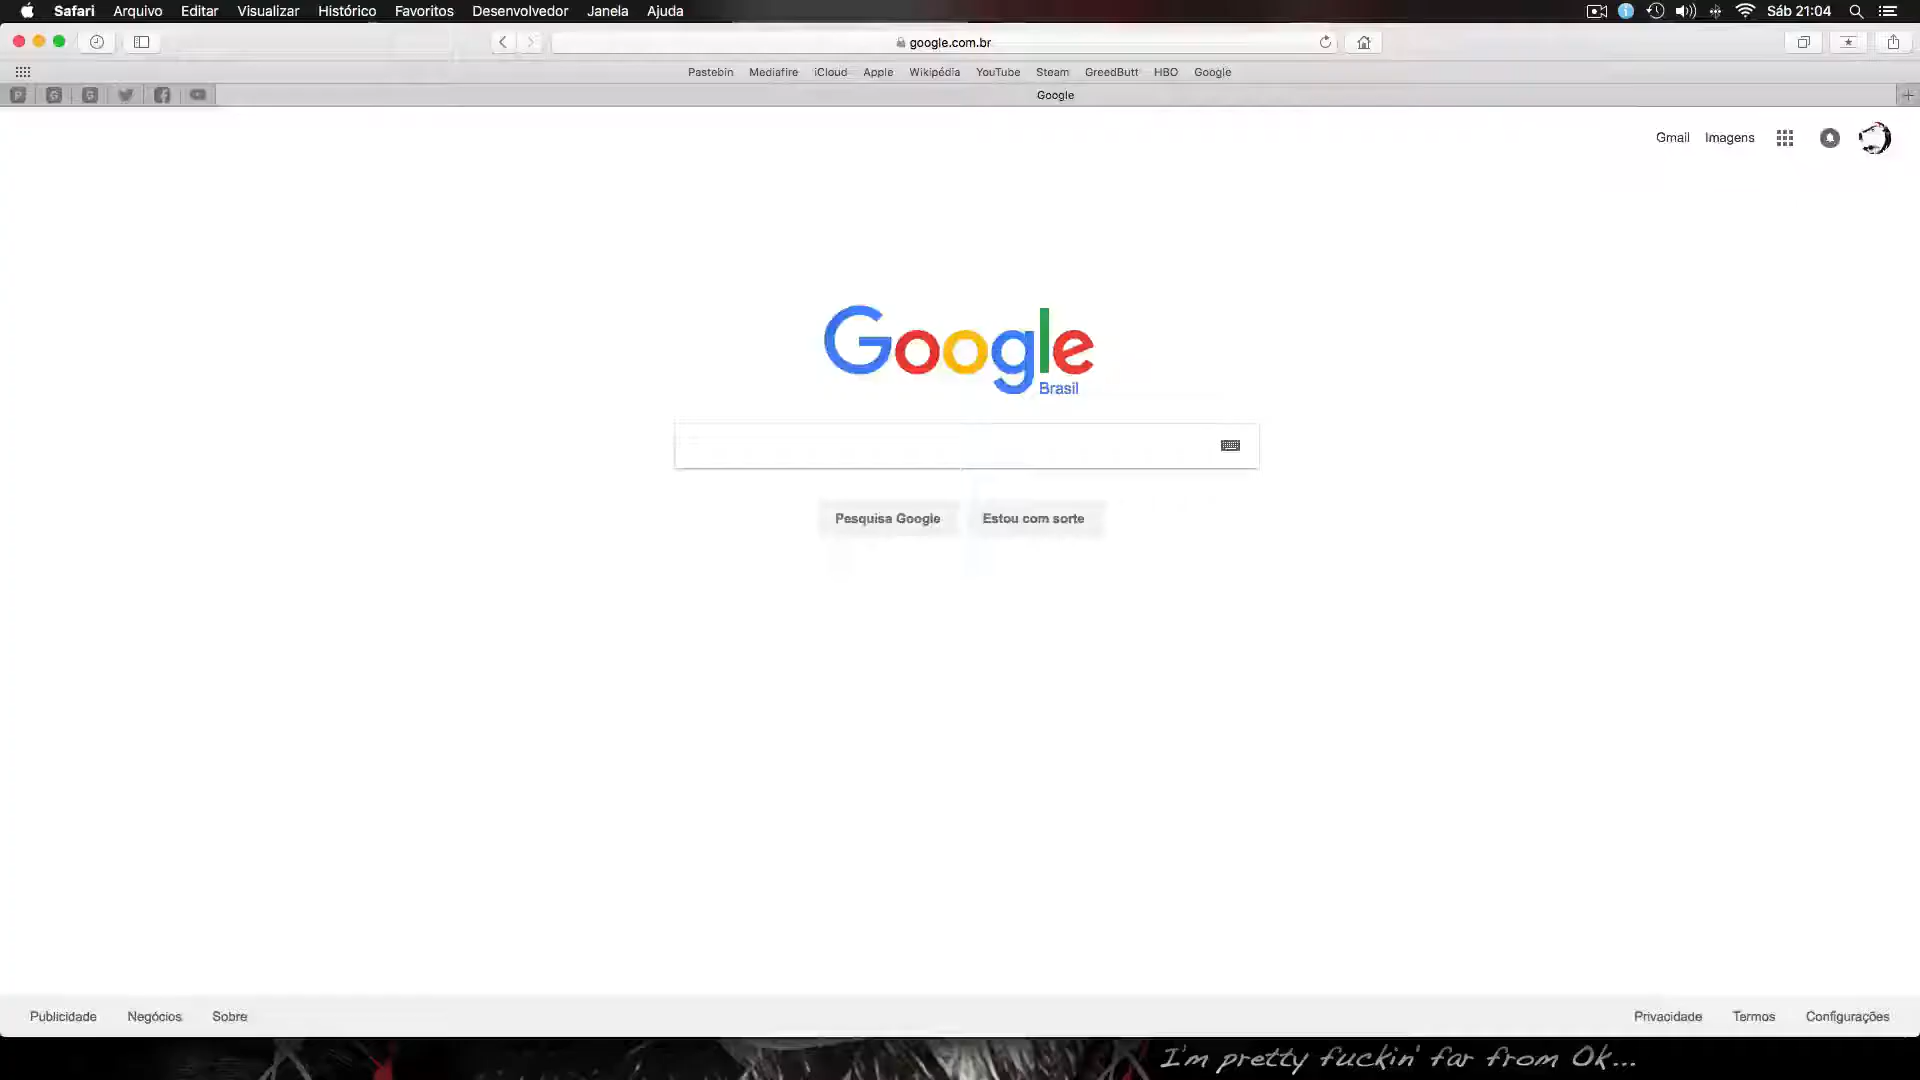 Safari Arquivo Editar Visualizar Histórico Favoritos Desenvolvedor Janela Ajuda Sáb 21:04
google.com.br
Pastebin Mediafire iCloud Apple Wikipédia YouTube Steam GreedButt HBO Google
Google
Gmail Imagens
Google
Brasil
Pesquisa Google Estou com sorte
Publicidade Negócios Sobre Privacidade Termos Configurações
I'm pretty fuckin' far from Ok...